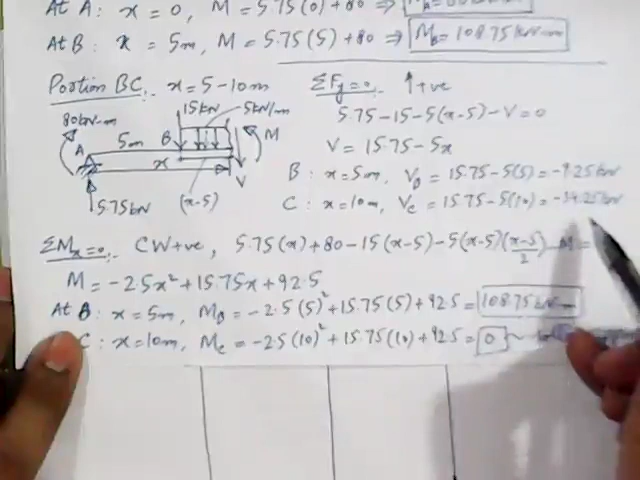 At A: x = 0, M = 5.75(0)+80 ⇒
At B: x = 5m, M = 5.75(5)+80 ⇒ M_B = 108.75 kN-m
Portion BC:- x = 5-10m
ΣFy=0, ↑+ve
5.75-15-5(x-5)-V=0
V = 15.75-5x
B: x=5m, V_B = 15.75-5(5) = -9.25kN
C: x=10m, V_C = 15.75-5(10) = -34.25kN
80kN-m
15kN
5kN/m
M
5m
B
A
x
V
5.75kN
(x-5)
ΣMx=0, CW+ve, 5.75(x)+80-15(x-5)-5(x-5)(x-5)/2 - M =
M = -2.5x²+15.75x+92.5
At B: x=5m, M_B = -2.5(5)²+15.75(5)+92.5 = 108.75kN-m
C: x=10m, M_C = -2.5(10)²+15.75(10)+92.5 = 0